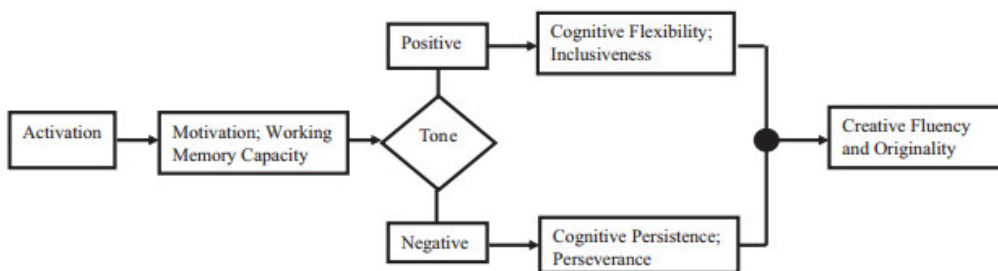 Activation
Motivation; Working
Memory Capacity
Tone
Positive
Cognitive Flexibility;
Inclusiveness
Negative
Cognitive Persistence;
Perseverance
Creative Fluency
and Originality